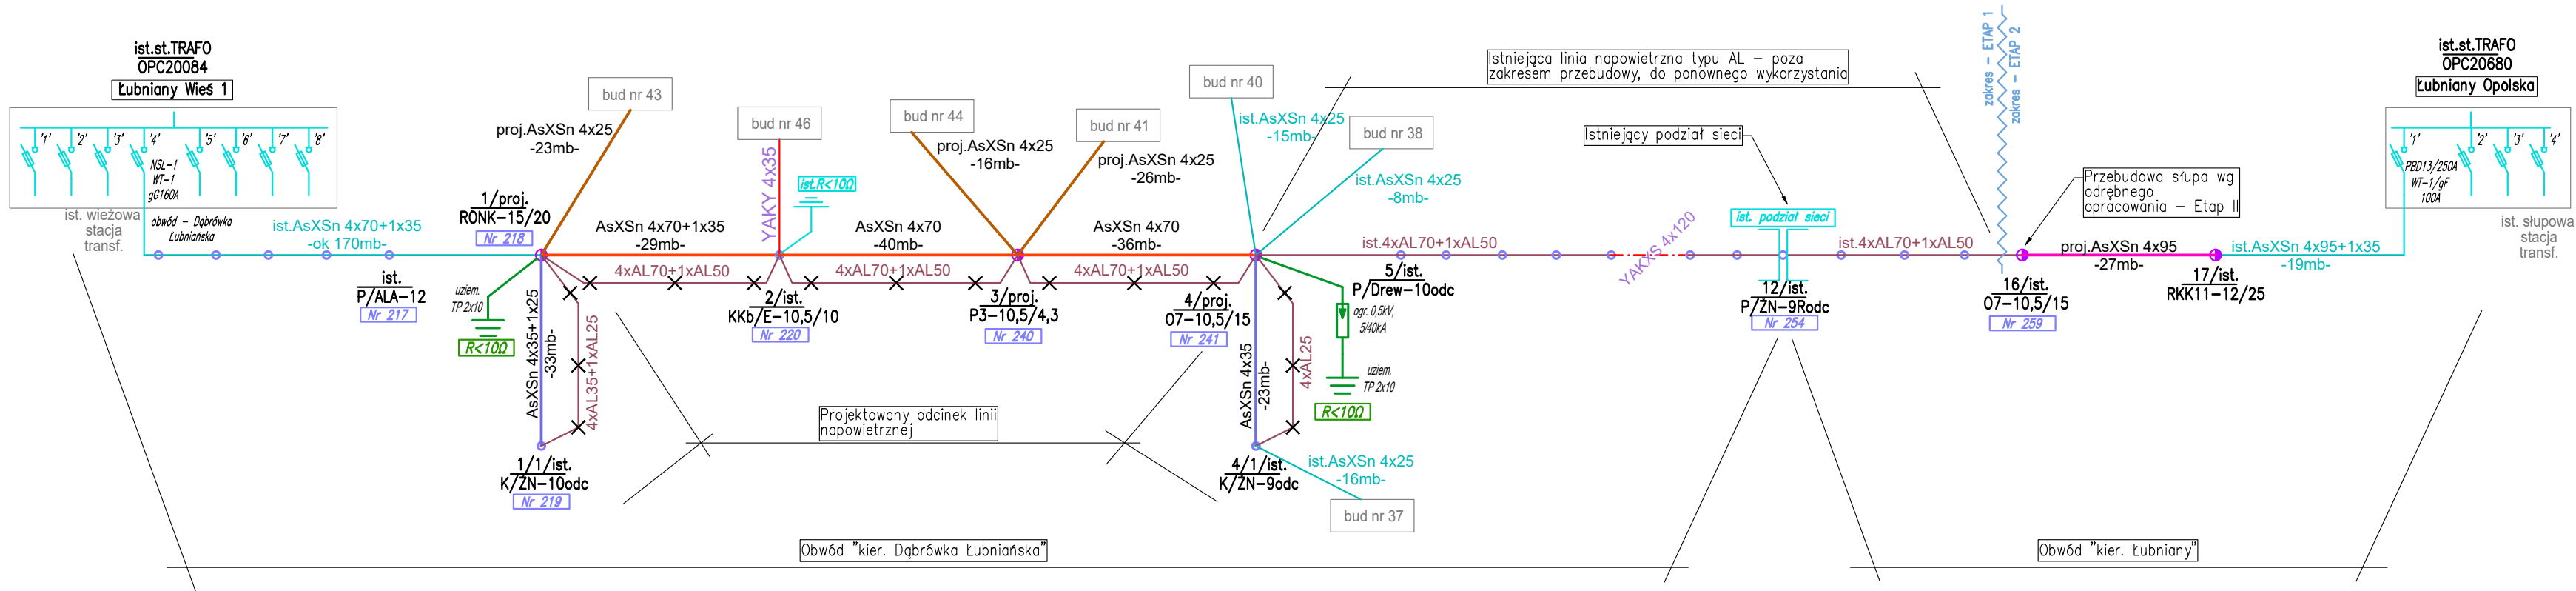 ist.st.TRAFO
OPC20084
Łubniany Wieś 1
'1'
'2'
'3'
'4'
'5'
'6'
'7'
'8'
NSL-1
WT-1
gG160A
ist. wieżowa
stacja
transf.
obwód - Dąbrówka
Łubniańska
ist.AsXSn 4x70+1x35
-ok 170mb-
ist.
P/ALA-12
Nr 217
1/proj.
RONK-15/20
Nr 218
uziem.
TP 2x10
R<10Ω
proj.AsXSn 4x25
-23mb-
bud nr 43
AsXSn 4x70+1x35
-29mb-
4xAL70+1xAL50
AsXSn 4x35+1x25
-33mb-
4xAL35+1xAL25
1/1/ist.
K/ŻN-10odc
Nr 219
bud nr 46
YAKY 4x35
ist.R<10Ω
2/ist.
KKb/E-10,5/10
Nr 220
AsXSn 4x70
-40mb-
4xAL70+1xAL50
bud nr 44
proj.AsXSn 4x25
-16mb-
bud nr 41
proj.AsXSn 4x25
-26mb-
3/proj.
P3-10,5/4,3
Nr 240
AsXSn 4x70
-36mb-
4xAL70+1xAL50
4/proj.
O7-10,5/15
Nr 241
Projektowany odcinek linii
napowietrznej
bud nr 40
ist.AsXSn 4x25
-15mb-
bud nr 38
ist.AsXSn 4x25
-8mb-
AsXSn 4x35
-23mb-
4xAL25
4/1/ist.
K/ŻN-9odc
ist.AsXSn 4x25
-16mb-
bud nr 37
ogr. 0,5kV,
5/40kA
uziem.
TP 2x10
R<10Ω
5/ist.
P/Drew-10odc
ist.4xAL70+1xAL50
Istniejąca linia napowietrzna typu AL - poza
zakresem przebudowy, do ponownego wykorzystania
YAKXS 4x120
Istniejący podział sieci
ist. podział sieci
12/ist.
P/ŻN-9Rodc
Nr 254
ist.4xAL70+1xAL50
zakres - ETAP 1
zakres - ETAP 2
Przebudowa słupa wg
odrębnego
opracowania - Etap II
16/ist.
O7-10,5/15
Nr 259
proj.AsXSn 4x95
-27mb-
17/ist.
RKK11-12/25
ist.AsXSn 4x95+1x35
-19mb-
ist.st.TRAFO
OPC20680
Łubniany Opolska
'1'
'2'
'3'
'4'
PBD13/250A
WT-1/gF
100A
ist. słupowa
stacja
transf.
Obwód "kier. Dąbrówka Łubniańska"
Obwód "kier. Łubniany"